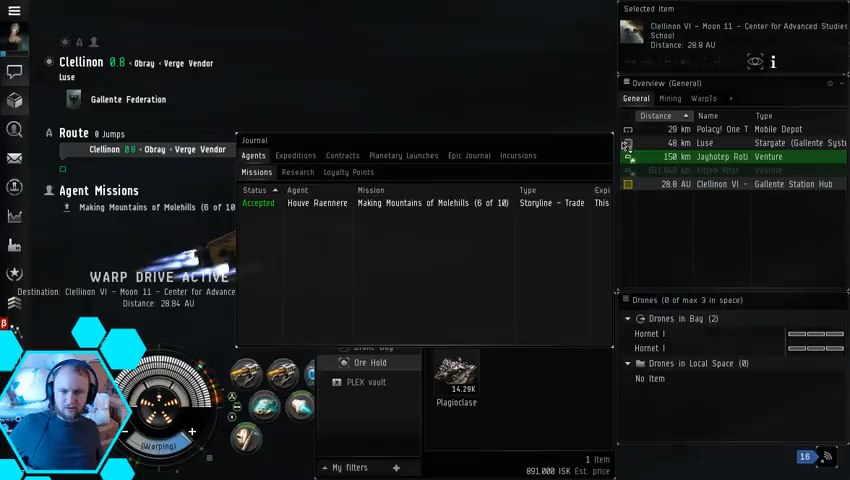 Clellinon 0.8 ‹ Obray ‹ Verge Vendor
Luse
Gallente Federation
Route 0 Jumps
Clellinon 0.8 ‹ Obray ‹ Verge Vendor
Agent Missions
Making Mountains of Molehills (6 of 10)
WARP DRIVE ACTIVE
Destination: Clellinon VI - Moon 11 - Center for Advance
Distance: 28.84 AU
(Warping)
Journal
Agents Expeditions Contracts Planetary Launches Epic Journal Incursions
Missions Research Loyalty Points
Status Agent Mission Type Expi
Accepted Houve Raennere Making Mountains of Molehills (6 of 10) Storyline - Trade This
Ore Hold
PLEX vault
My filters
14.29K
Plagioclase
1 Item
891,000 ISK Est. price
Selected Item
Clellinon VI - Moon 11 - Center for Advanced Studies
School
Distance: 28.8 AU
Overview (General)
General Mining WarpTo
Distance Name Type
29 km Polacy! One T Mobile Depot
48 km Luse Stargate (Gallente Syste
150 km Jayhotep Roti Venture
28.8 AU Clellinon VI - Gallente Station Hub
Drones (0 of max 3 in space)
Drones in Bay (2)
Hornet I
Hornet I
Drones in Local Space (0)
No Item
16
β